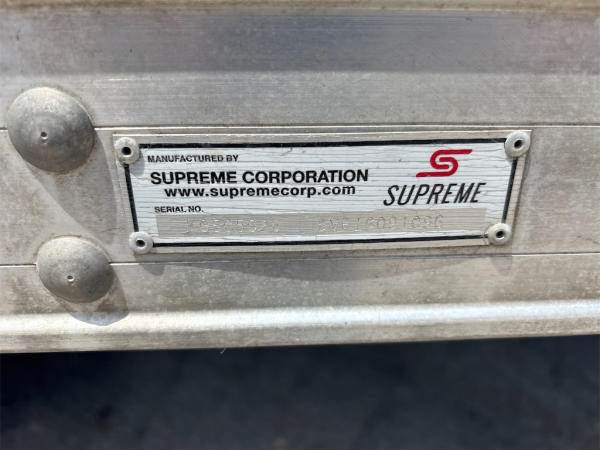 MANUFACTURED BY
SUPREME CORPORATION
www.supremecorp.com
SUPREME
SERIAL NO.